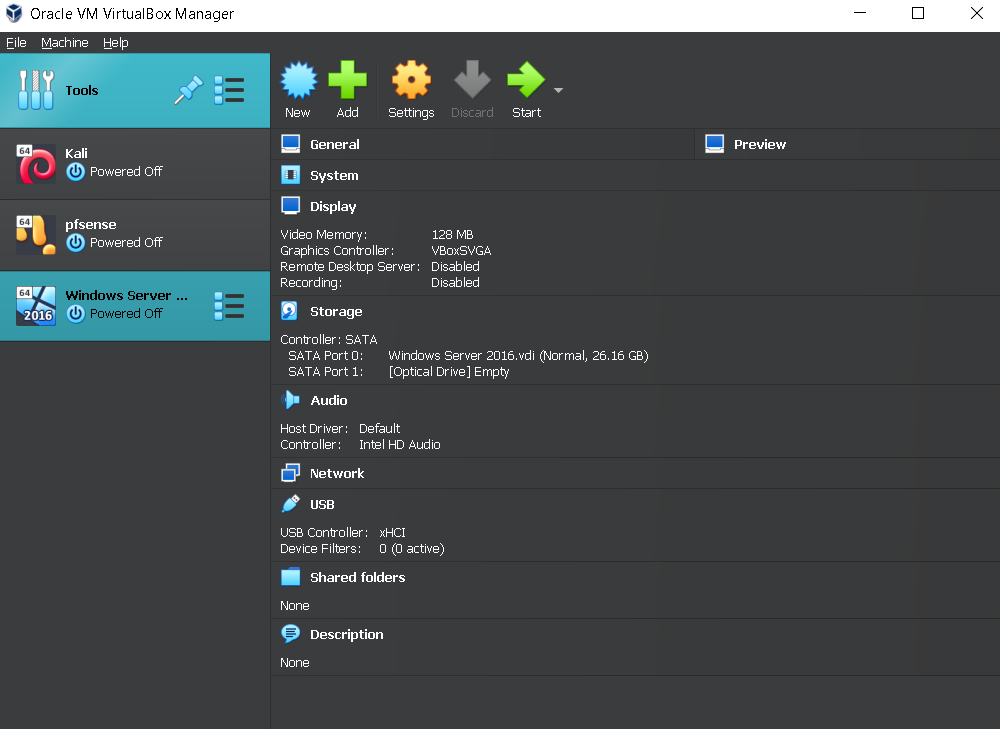 Oracle VM VirtualBox Manager
File Machine Help
Tools
New Add Settings Discard Start
64
Kali
Powered Off
64
pfsense
Powered Off
64
2016
Windows Server ...
Powered Off
General
Preview
System
Display
Video Memory: 128 MB
Graphics Controller: VBoxSVGA
Remote Desktop Server: Disabled
Recording: Disabled
Storage
Controller: SATA
SATA Port 0: Windows Server 2016.vdi (Normal, 26.16 GB)
SATA Port 1: [Optical Drive] Empty
Audio
Host Driver: Default
Controller: Intel HD Audio
Network
USB
USB Controller: xHCI
Device Filters: 0 (0 active)
Shared folders
None
Description
None